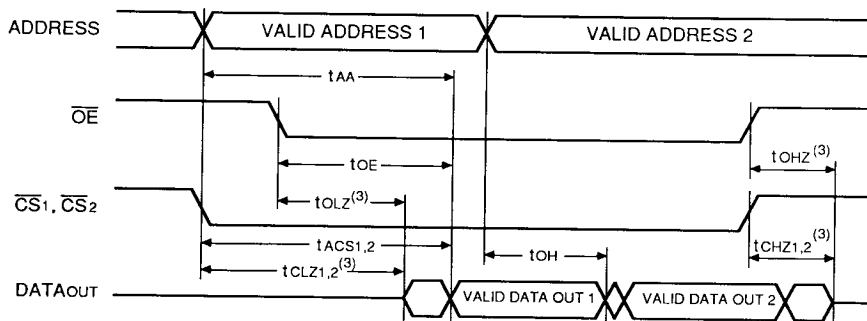 ADDRESS
VALID ADDRESS 1
VALID ADDRESS 2
tAA
OE
tOE
tOHZ(3)
tOLZ(3)
CS1, CS2
tACS1,2
tOH
tCHZ1,2(3)
tCLZ1,2(3)
DATAOUT
VALID DATA OUT 1
VALID DATA OUT 2